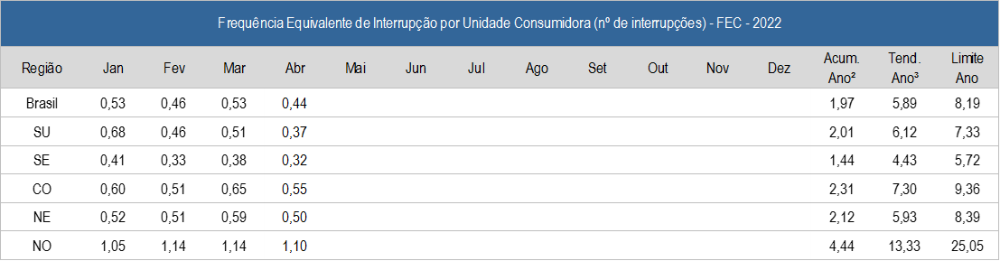 Frequência Equivalente de Interrupção por Unidade Consumidora (nº de interrupções) - FEC - 2022
Região Jan Fev Mar Abr Mai Jun Jul Ago Set Out Nov Dez Acum. Ano² Tend. Ano³ Limite Ano
Brasil 0,53 0,46 0,53 0,44 1,97 5,89 8,19
SU 0,68 0,46 0,51 0,37 2,01 6,12 7,33
SE 0,41 0,33 0,38 0,32 1,44 4,43 5,72
CO 0,60 0,51 0,65 0,55 2,31 7,30 9,36
NE 0,52 0,51 0,59 0,50 2,12 5,93 8,39
NO 1,05 1,14 1,14 1,10 4,44 13,33 25,05